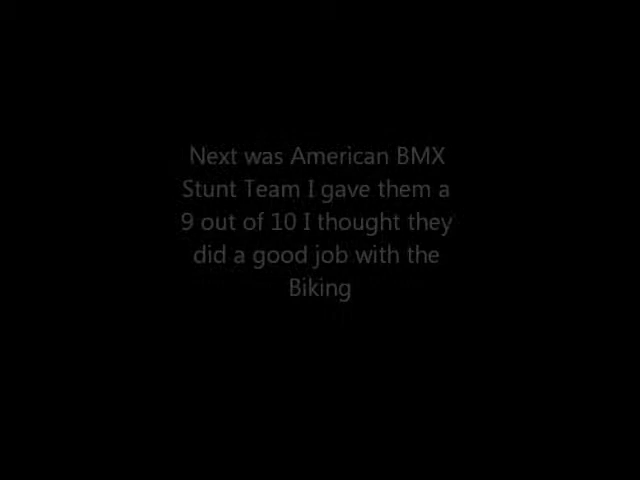 Next was American BMX
Stunt Team I gave them a
9 out of 10 I thought they
did a good job with the
Biking